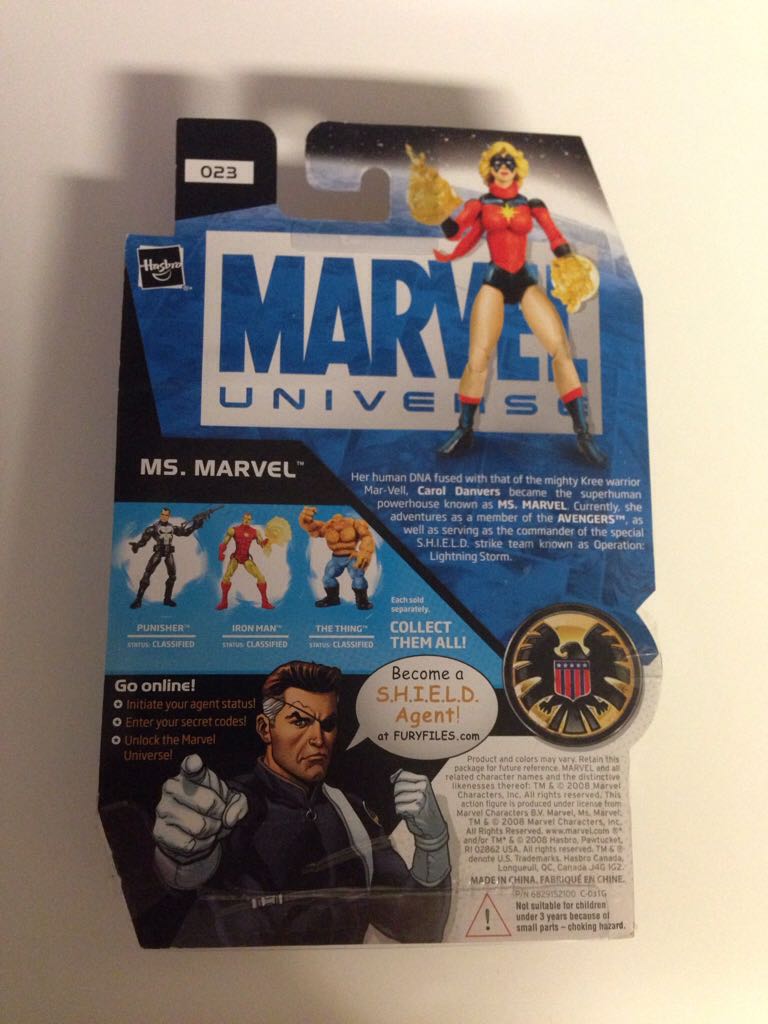 023
Hasbro
MARVEL
UNIVERSE
MS. MARVEL™
Her human DNA fused with that of the mighty Kree warrior
Mar-Vell, Carol Danvers became the superhuman
powerhouse known as MS. MARVEL. Currently, she
adventures as a member of the AVENGERS™, as
well as serving as the commander of the special
S.H.I.E.L.D. strike team known as Operation:
Lightning Storm.
PUNISHER™
STATUS: CLASSIFIED
IRON MAN™
STATUS: CLASSIFIED
THE THING™
STATUS: CLASSIFIED
Each sold
separately.
COLLECT
THEM ALL!
Go online!
Initiate your agent status!
Enter your secret codes!
Unlock the Marvel
Universe!
Become a
S.H.I.E.L.D.
Agent!
at FURYFILES.com
Product and colors may vary. Retain this
package for future reference. MARVEL and all
related character names and the distinctive
likenesses thereof: TM & © 2008 Marvel
Characters, Inc. All rights reserved. This
action figure is produced under license from
Marvel Characters B.V. Marvel, Ms. Marvel:
TM & © 2008 Marvel Characters, Inc.
All Rights Reserved. www.marvel.com ®*
and/or TM* & © 2008 Hasbro, Pawtucket,
RI 02862 USA. All rights reserved. TM & ®
denote U.S. Trademarks. Hasbro Canada,
Longueuil, QC, Canada J4G 1G2.
MADE IN CHINA. FABRIQUÉ EN CHINE.
P/N 6829152100 C-031G
Not suitable for children
under 3 years because of
small parts – choking hazard.